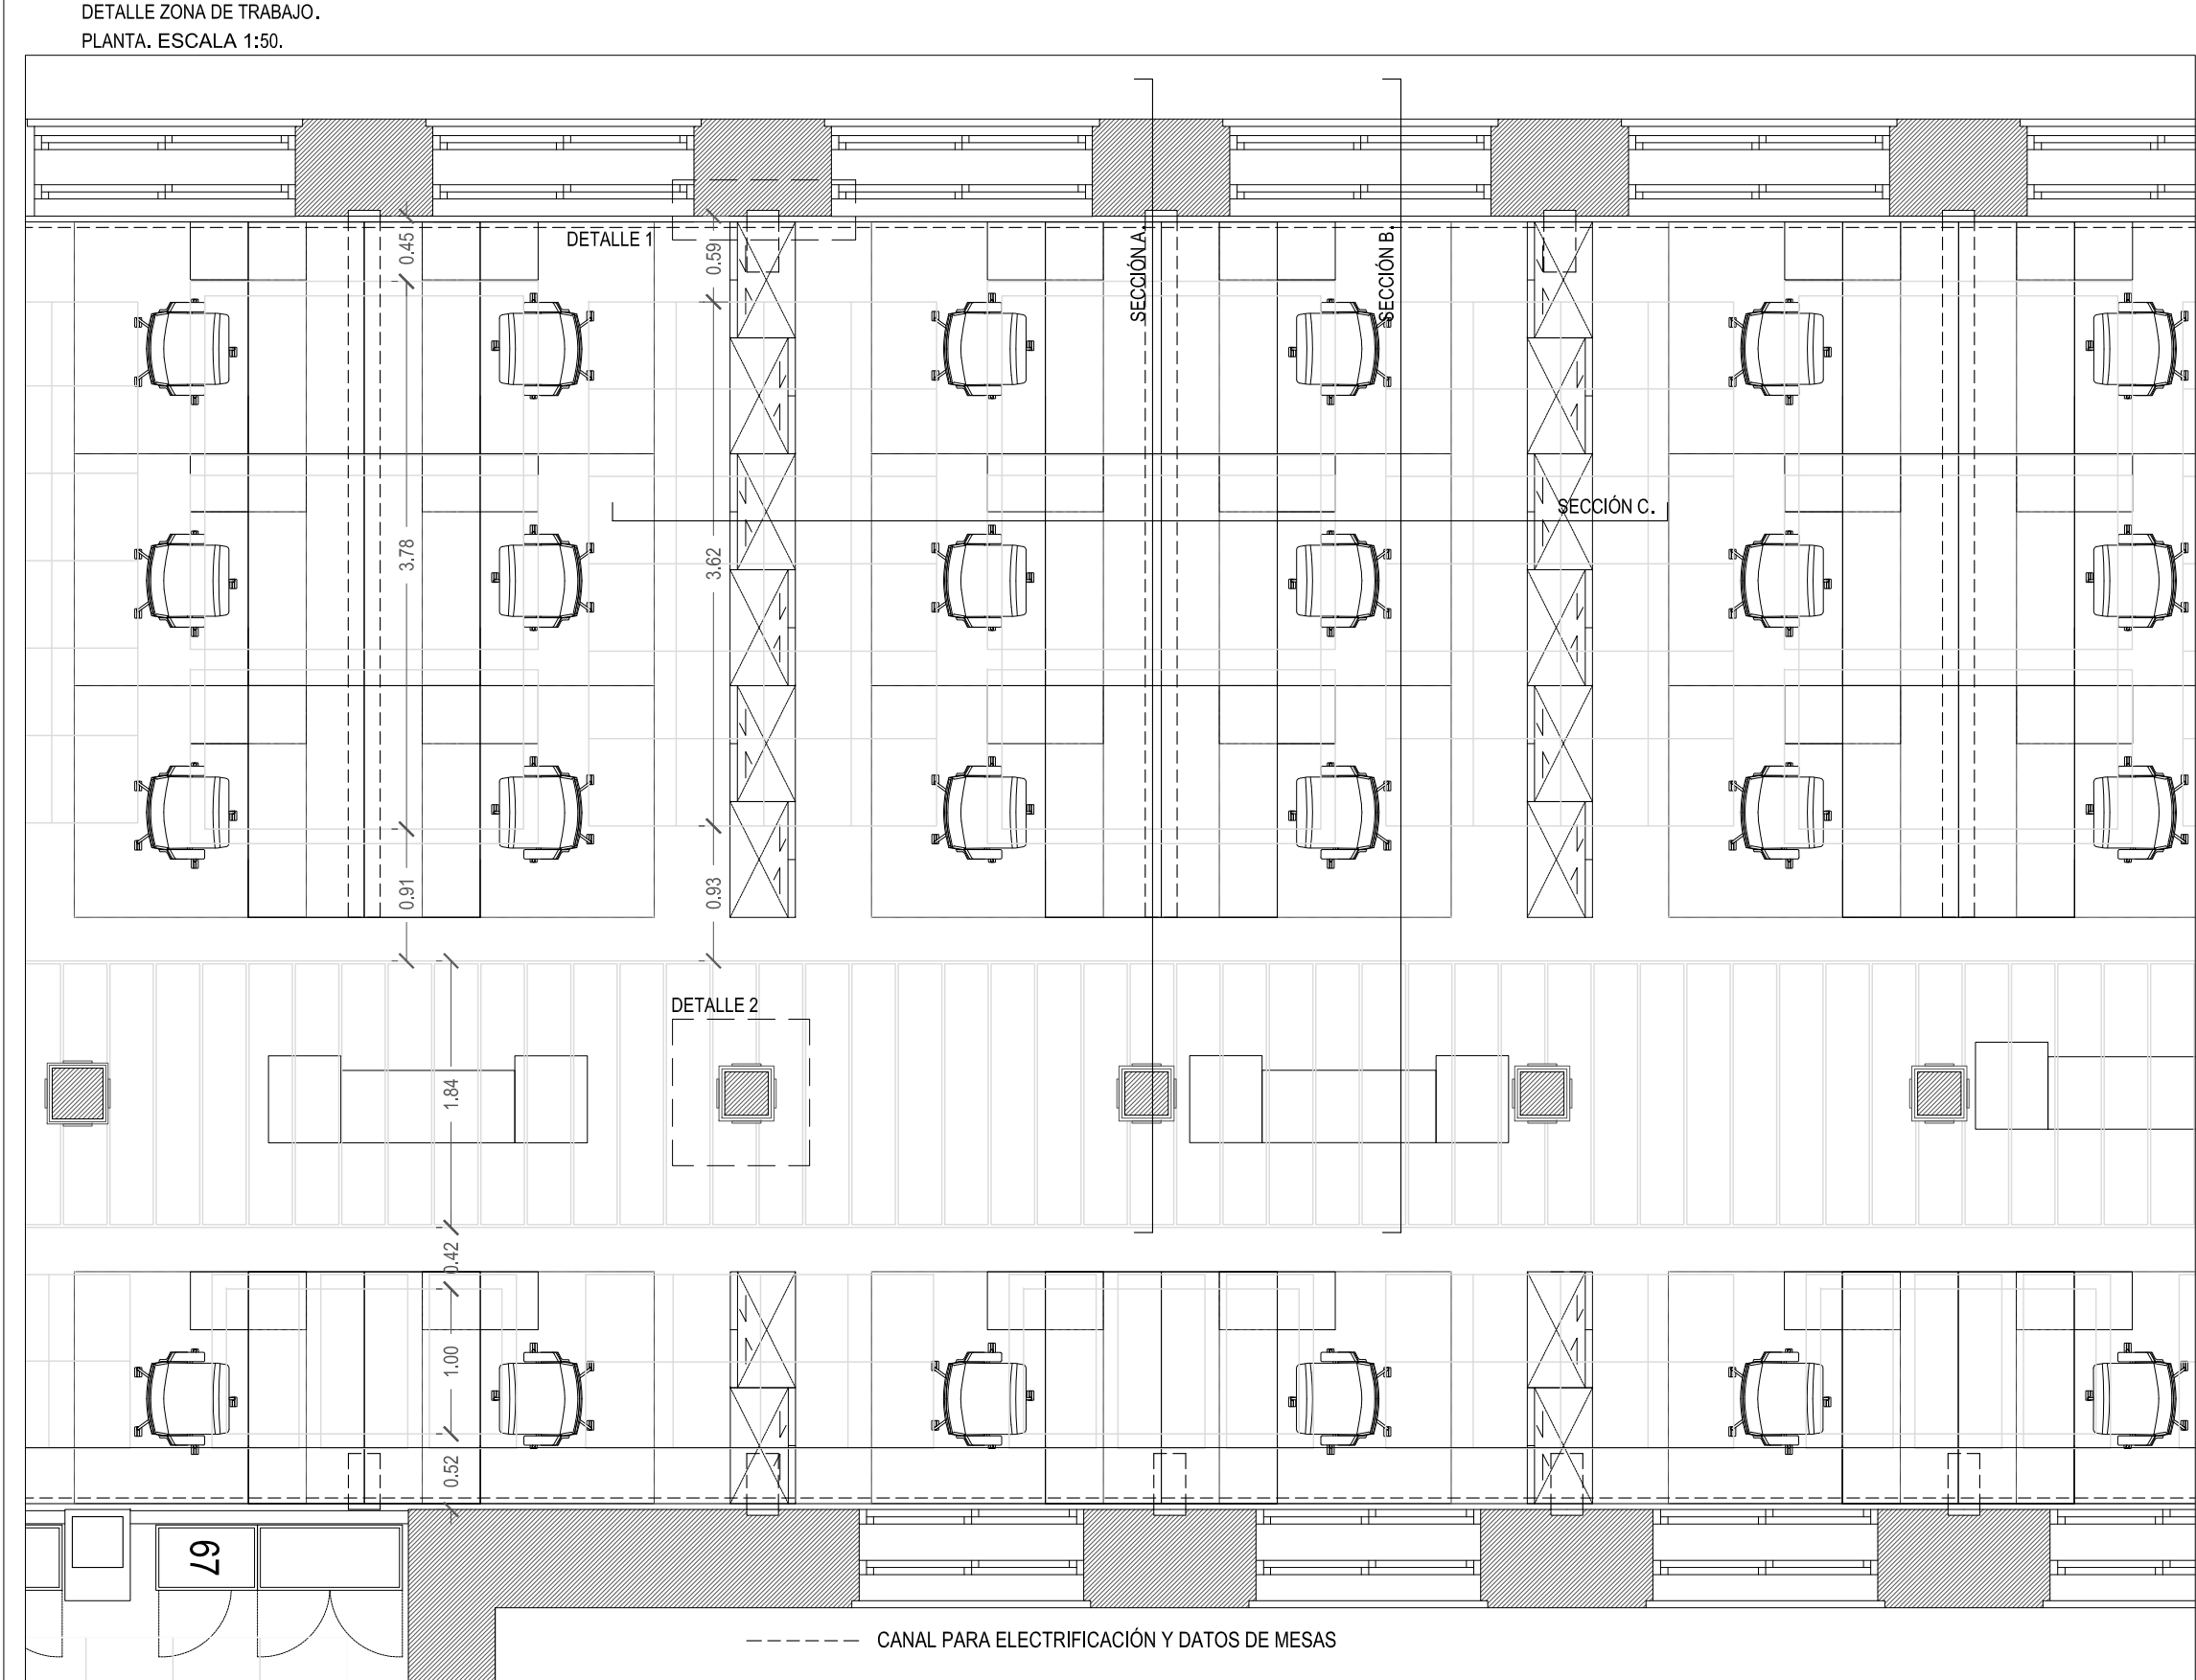 DETALLE ZONA DE TRABAJO.
PLANTA. ESCALA 1:50.
DETALLE 1
0.45
0.59
SECCIÓN A.
SECCIÓN B.
SECCIÓN C.
3.78
3.62
0.91
0.93
DETALLE 2
1.84
0.42
1.00
0.52
67
CANAL PARA ELECTRIFICACIÓN Y DATOS DE MESAS